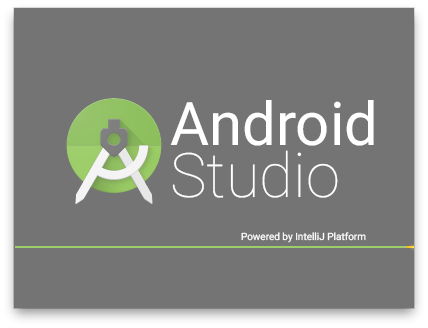 Android
Studio
Powered by IntelliJ Platform